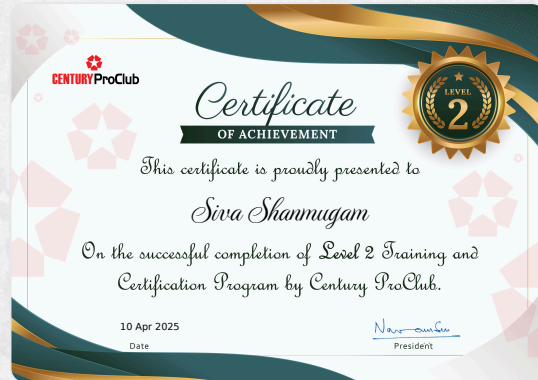 CENTURY ProClub
Certificate
OF ACHIEVEMENT
LEVEL
2
This certificate is proudly presented to
Siva Shanmugam
On the successful completion of Level 2 Training and
Certification Program by Century ProClub.
10 Apr 2025
Date
President